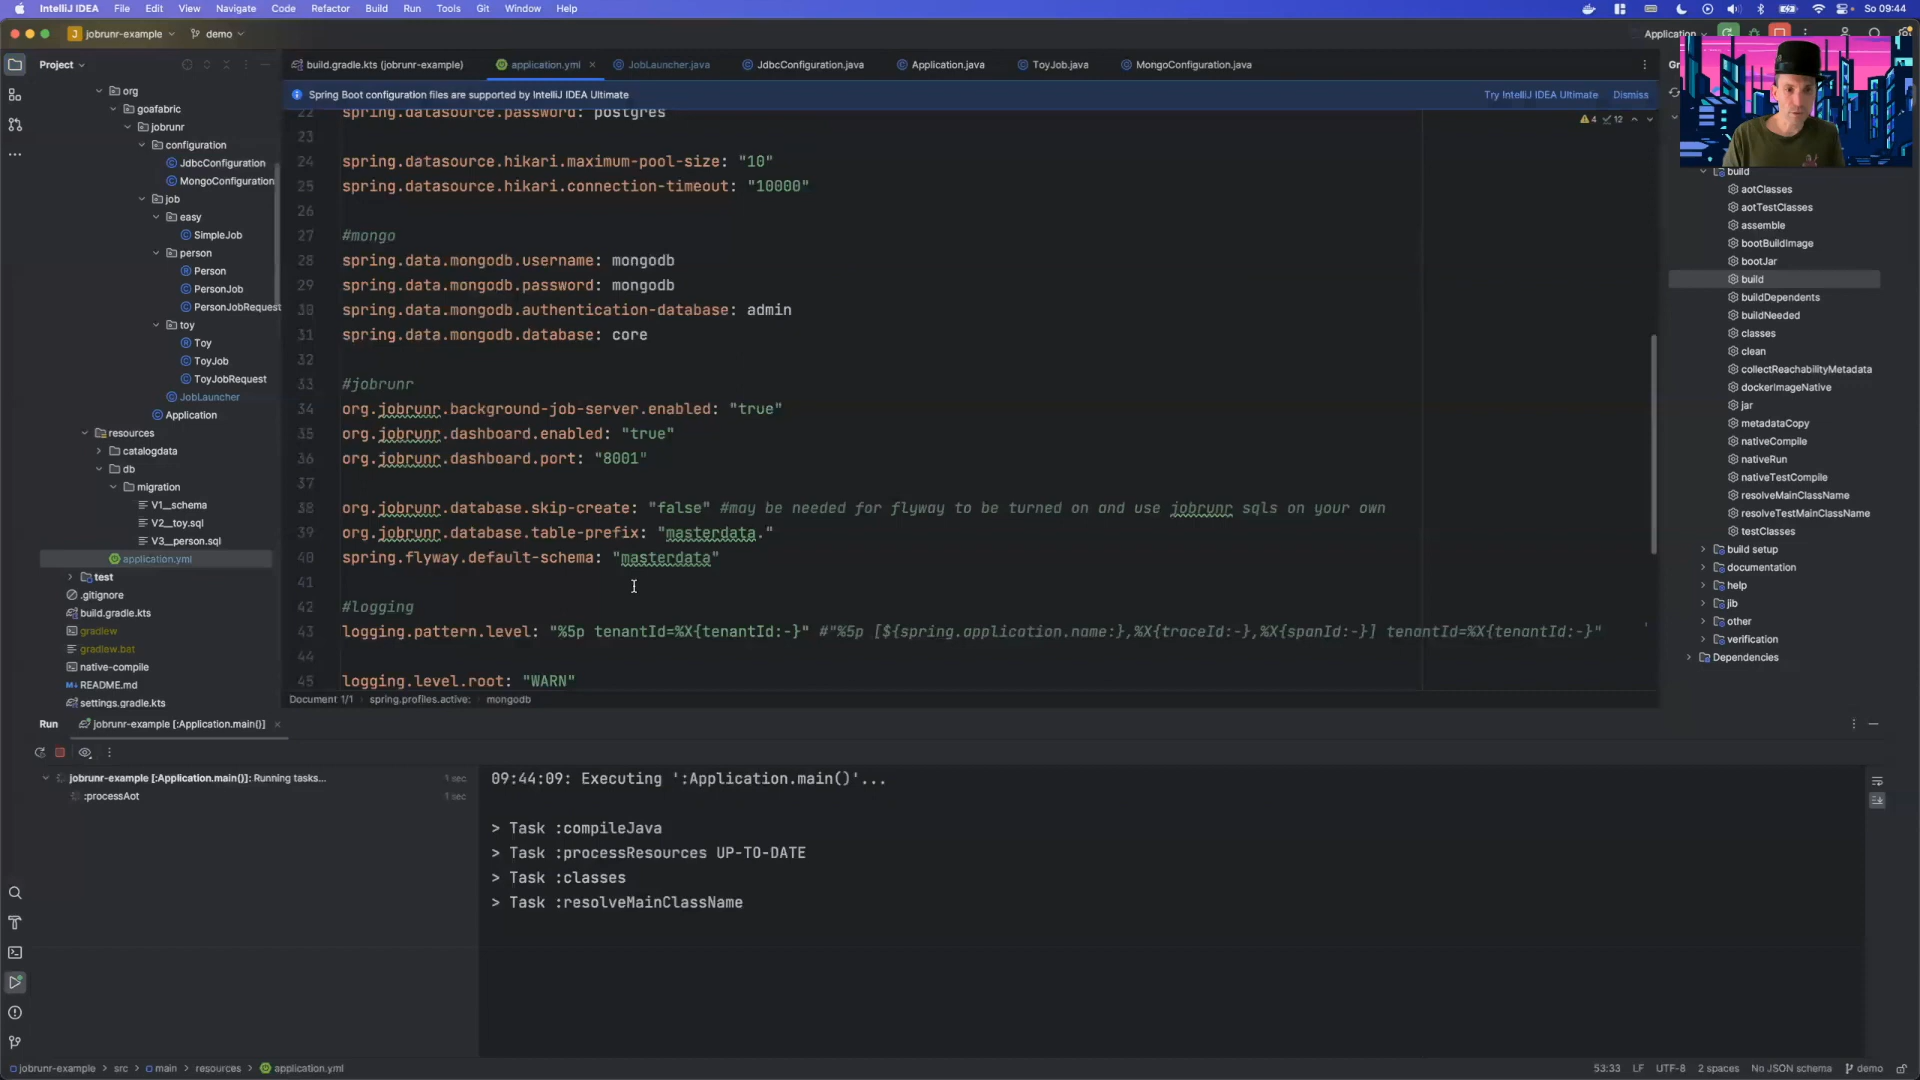 IntelliJ IDEA File Edit View Navigate Code Refactor Build Run Tools Git Window Help So 09:44
J jobrunr-example demo Application
Project
build.gradle.kts (jobrunr-example) application.yml JobLauncher.java JdbcConfiguration.java Application.java ToyJob.java MongoConfiguration.java
Spring Boot configuration files are supported by IntelliJ IDEA Ultimate Try IntelliJ IDEA Ultimate Dismiss
4 12
org
goafabric
jobrunr
configuration
JdbcConfiguration
MongoConfiguration
job
easy
SimpleJob
person
Person
PersonJob
PersonJobRequest
toy
Toy
ToyJob
ToyJobRequest
JobLauncher
Application
resources
catalogdata
db
migration
V1__schema
V2__toy.sql
V3__person.sql
application.yml
test
.gitignore
build.gradle.kts
gradlew
gradlew.bat
native-compile
README.md
settings.gradle.kts
22 spring.datasource.password: postgres
23
24 spring.datasource.hikari.maximum-pool-size: "10"
25 spring.datasource.hikari.connection-timeout: "10000"
26
27 #mongo
28 spring.data.mongodb.username: mongodb
29 spring.data.mongodb.password: mongodb
30 spring.data.mongodb.authentication-database: admin
31 spring.data.mongodb.database: core
32
33 #jobrunr
34 org.jobrunr.background-job-server.enabled: "true"
35 org.jobrunr.dashboard.enabled: "true"
36 org.jobrunr.dashboard.port: "8001"
37
38 org.jobrunr.database.skip-create: "false" #may be needed for flyway to be turned on and use jobrunr sqls on your own
39 org.jobrunr.database.table-prefix: "masterdata."
40 spring.flyway.default-schema: "masterdata"
41
42 #logging
43 logging.pattern.level: "%5p tenantId=%X{tenantId:-}" #"%5p [${spring.application.name:},%X{traceId:-},%X{spanId:-}] tenantId=%X{tenantId:-}"
44
45 logging.level.root: "WARN"
Document 1/1 spring.profiles.active: mongodb
build
aotClasses
aotTestClasses
assemble
bootBuildImage
bootJar
build
buildDependents
buildNeeded
classes
clean
collectReachabilityMetadata
dockerImageNative
jar
metadataCopy
nativeCompile
nativeRun
nativeTestCompile
resolveMainClassName
resolveTestMainClassName
testClasses
build setup
documentation
help
jib
other
verification
Dependencies
Run jobrunr-example [:Application.main()]
jobrunr-example [:Application.main()]: Running tasks... 1 sec
:processAot 1 sec
09:44:09: Executing ':Application.main()'...
> Task :compileJava
> Task :processResources UP-TO-DATE
> Task :classes
> Task :resolveMainClassName
jobrunr-example > src > main > resources > application.yml 53:33 LF UTF-8 2 spaces No JSON schema demo